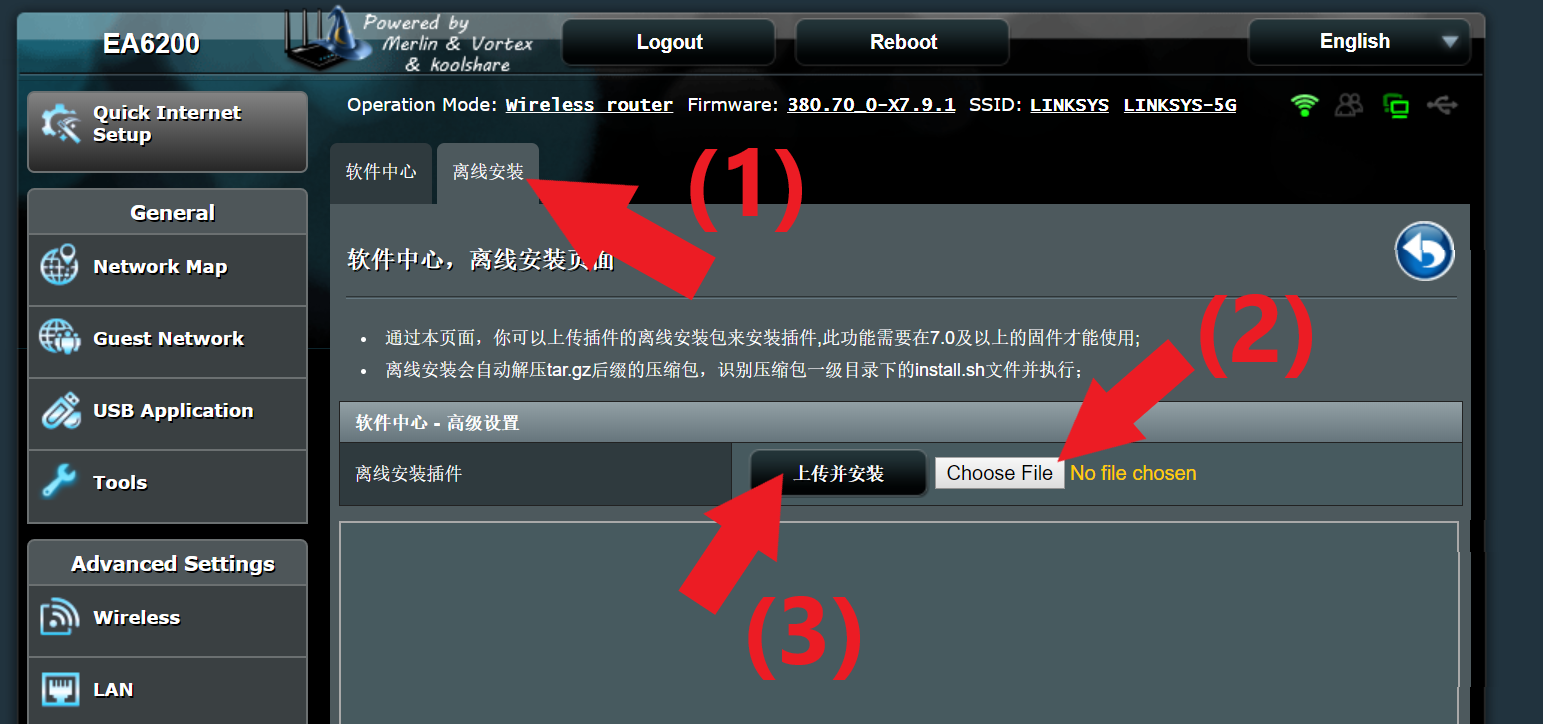 EA6200
Powered by
Merlin & Vortex
& koolshare
Logout
Reboot
English
Quick Internet
Setup
Operation Mode: Wireless router Firmware: 380.70_0-X7.9.1 SSID: LINKSYS LINKSYS-5G
软件中心
离线安装
(1)
General
Network Map
Guest Network
USB Application
Tools
Advanced Settings
Wireless
LAN
软件中心，离线安装页面
(2)
• 通过本页面，你可以上传插件的离线安装包来安装插件,此功能需要在7.0及以上的固件才能使用;
• 离线安装会自动解压tar.gz后缀的压缩包，识别压缩包一级目录下的install.sh文件并执行；
软件中心 - 高级设置
离线安装插件
上传并安装
Choose File No file chosen
(3)